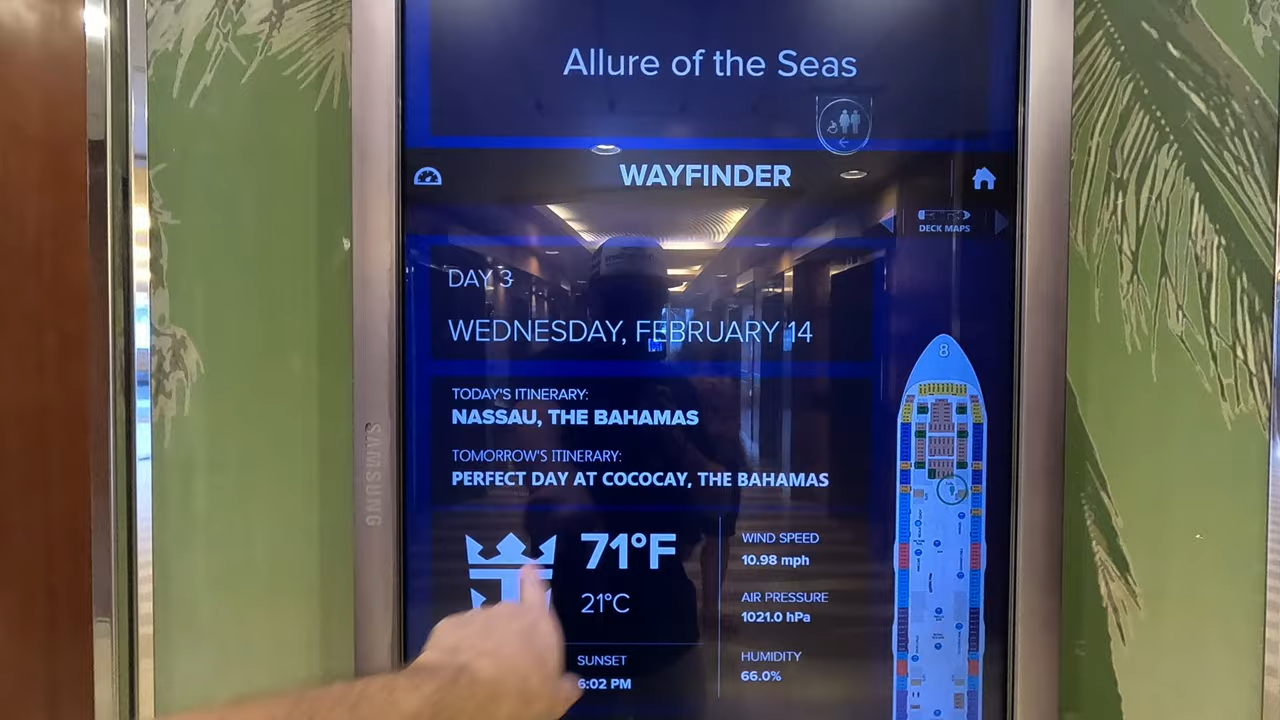 Allure of the Seas
WAYFINDER
DECK MAPS
DAY 3
WEDNESDAY, FEBRUARY 14
8
TODAY'S ITINERARY:
NASSAU, THE BAHAMAS
TOMORROW'S ITINERARY:
PERFECT DAY AT COCOCAY, THE BAHAMAS
SAMSUNG
71°F
21°C
WIND SPEED
10.98 mph
AIR PRESSURE
1021.0 hPa
SUNSET
6:02 PM
HUMIDITY
66.0%